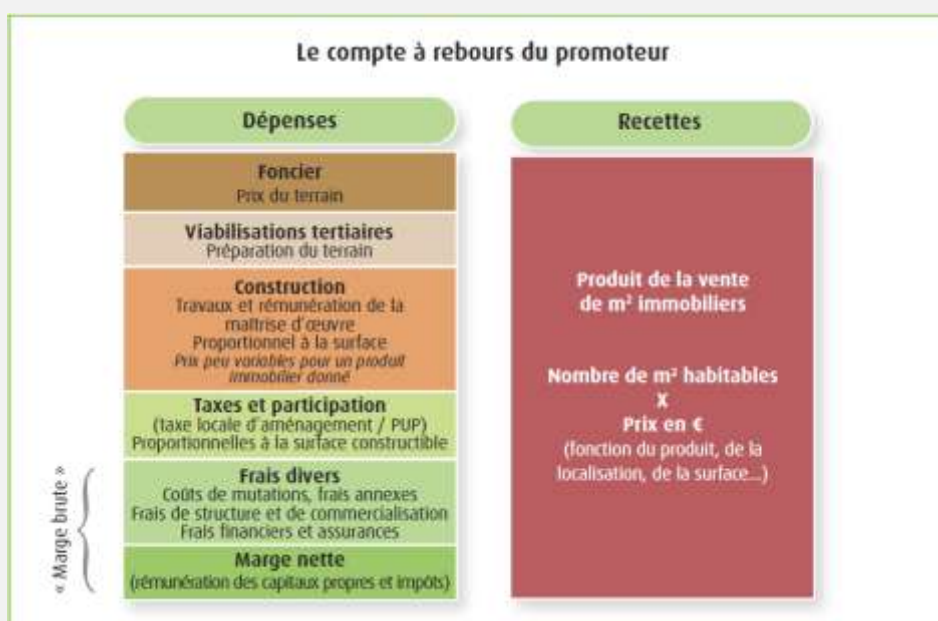 Le compte à rebours du promoteur
Dépenses
Foncier
Prix du terrain
Viabilisations tertiaires
Préparation du terrain
Construction
Travaux et rémunération de la
maîtrise d'œuvre
Proportionnel à la surface
Prix peu variables pour un produit
immobilier donné
Taxes et participation
(taxe locale d'aménagement / PUP)
Proportionnelles à la surface constructible
« Marge brute »
Frais divers
Coûts de mutations, frais annexes
Frais de structure et de commercialisation
Frais financiers et assurances
Marge nette
(rémunération des capitaux propres et impôts)
Recettes
Produit de la vente
de m² immobiliers
Nombre de m² habitables
X
Prix en €
(fonction du produit, de la
localisation, de la surface...)